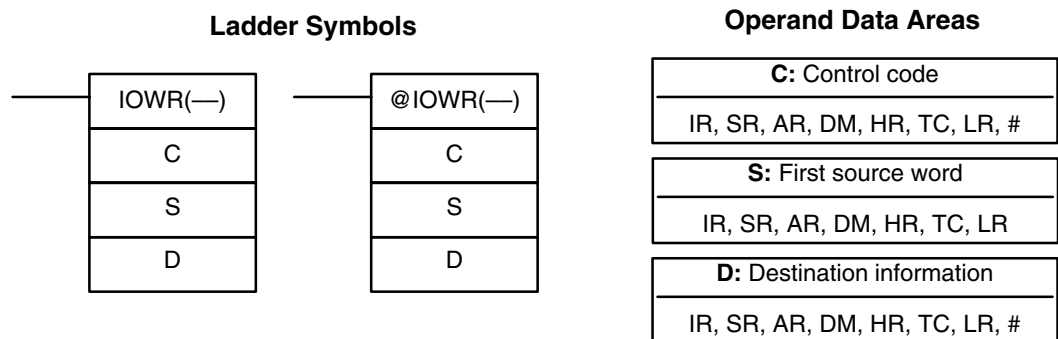 Ladder Symbols
IOWR(––)
C
S
D
@IOWR(––)
C
S
D
Operand Data Areas
C: Control code
IR, SR, AR, DM, HR, TC, LR, #
S: First source word
IR, SR, AR, DM, HR, TC, LR
D: Destination information
IR, SR, AR, DM, HR, TC, LR, #